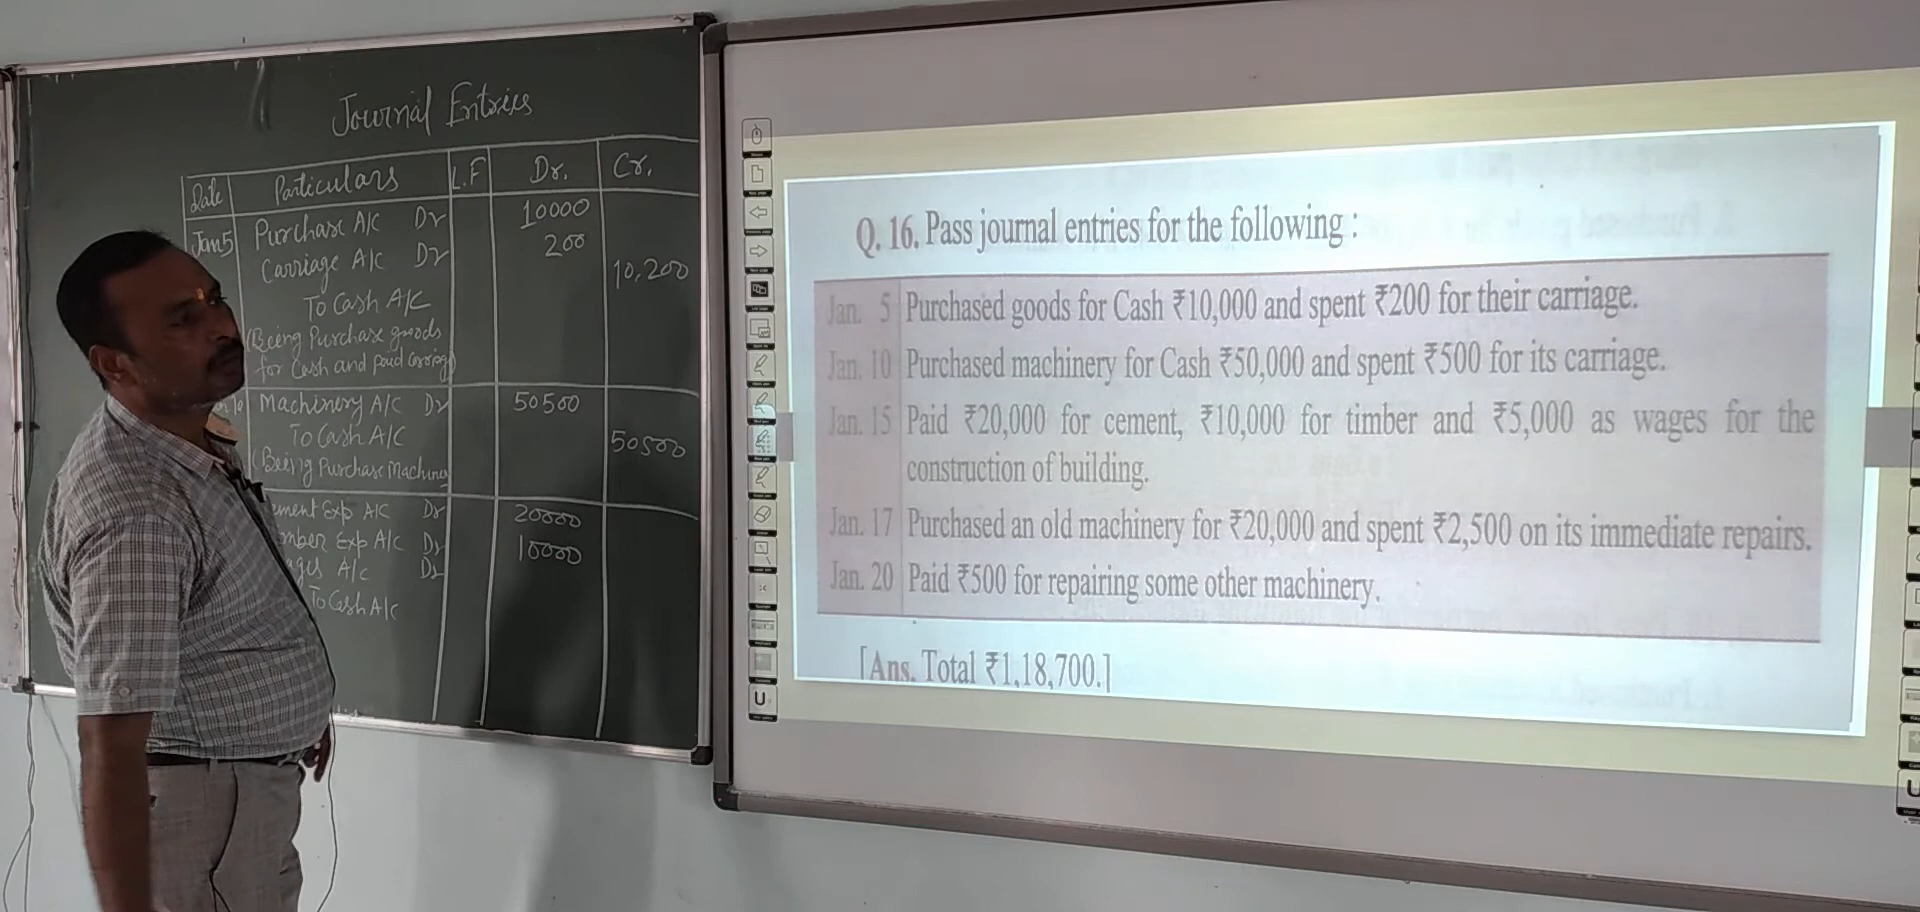 Journal Entries
Date Particulars L.F Dr. Cr.
Jan 5 Purchase A/C Dr 10000
Carriage A/C Dr 200
To Cash A/C 10,200
(Being Purchase goods
for Cash and paid
Machinery A/C Dr 50500
To Cash A/C 50500
(Being Purchase Machine
Exp A/C Dr 20000
Exp A/C Dr 10000
A/C Dr
To Cash A/C
Q. 16. Pass journal entries for the following :
Jan. 5 Purchased goods for Cash ₹10,000 and spent ₹200 for their carriage.
Jan. 10 Purchased machinery for Cash ₹50,000 and spent ₹500 for its carriage.
Jan. 15 Paid ₹20,000 for cement, ₹10,000 for timber and ₹5,000 as wages for the
construction of building.
Jan. 17 Purchased an old machinery for ₹20,000 and spent ₹2,500 on its immediate repairs.
Jan. 20 Paid ₹500 for repairing some other machinery.
[Ans. Total ₹1,18,700.]